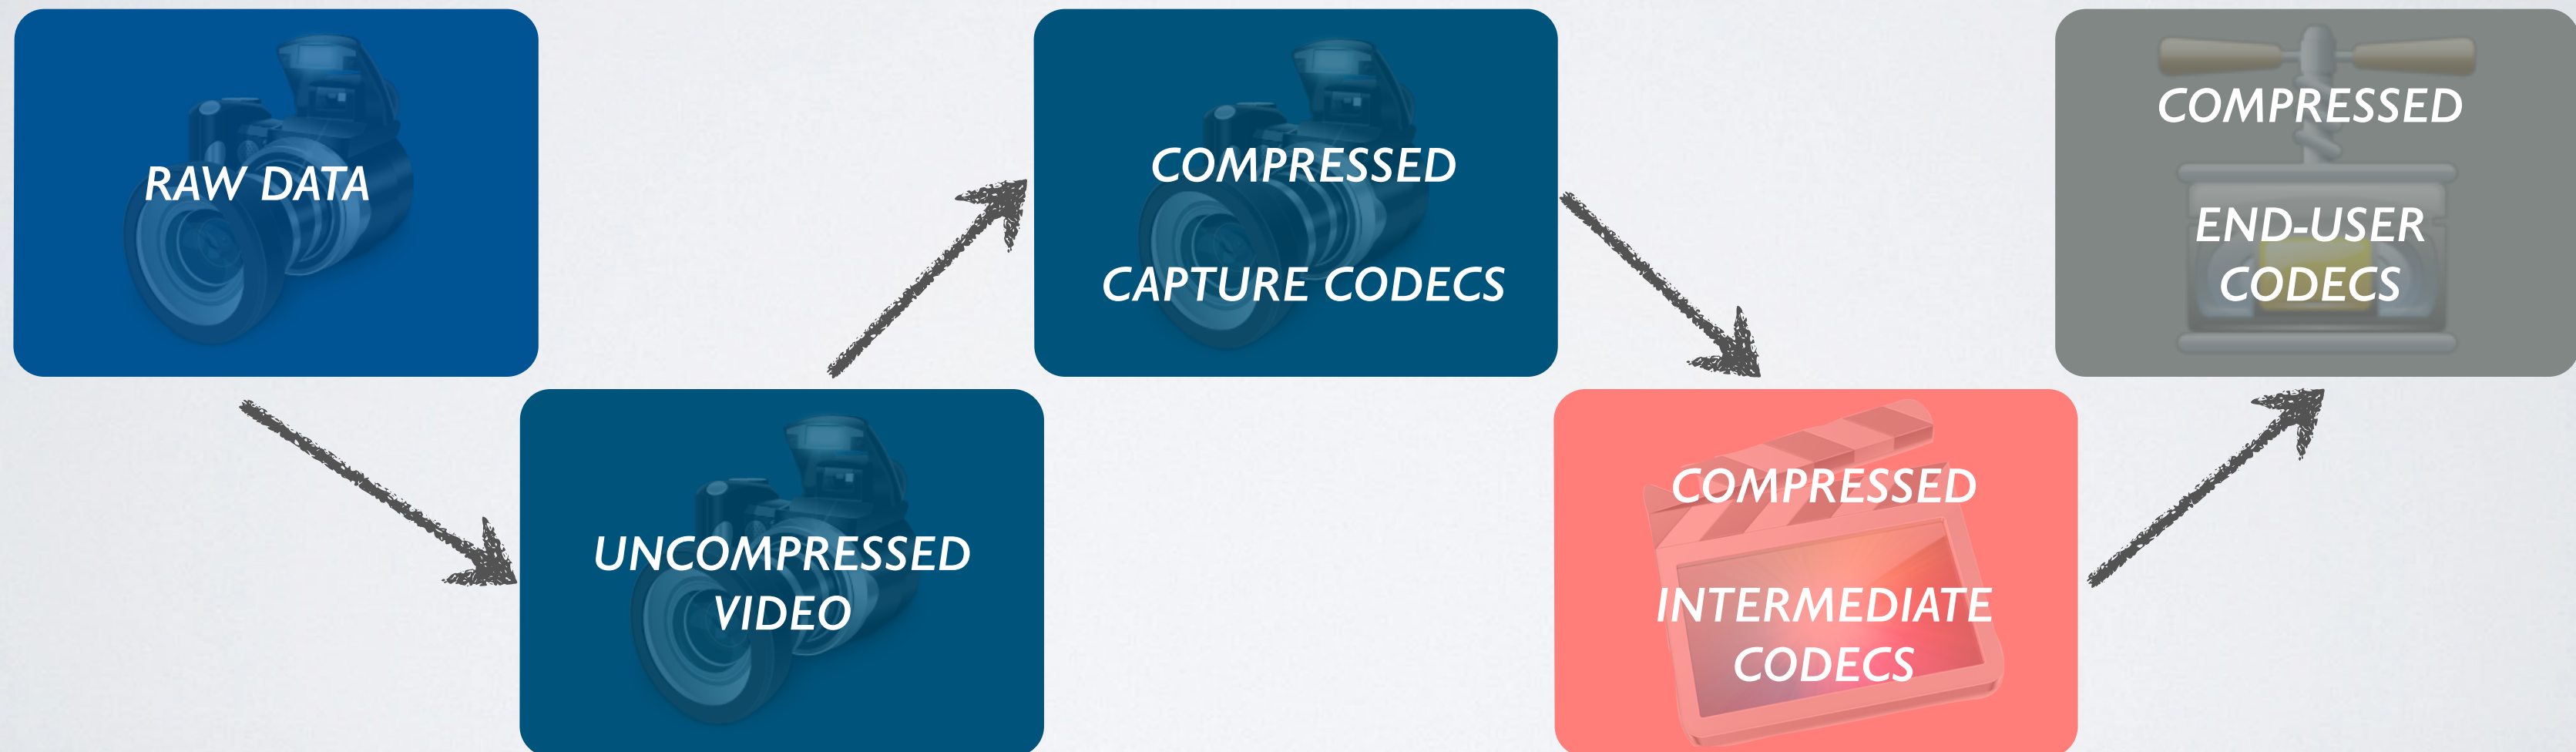 RAW DATA
UNCOMPRESSED
VIDEO
COMPRESSED
CAPTURE CODECS
COMPRESSED
INTERMEDIATE
CODECS
COMPRESSED
END-USER
CODECS